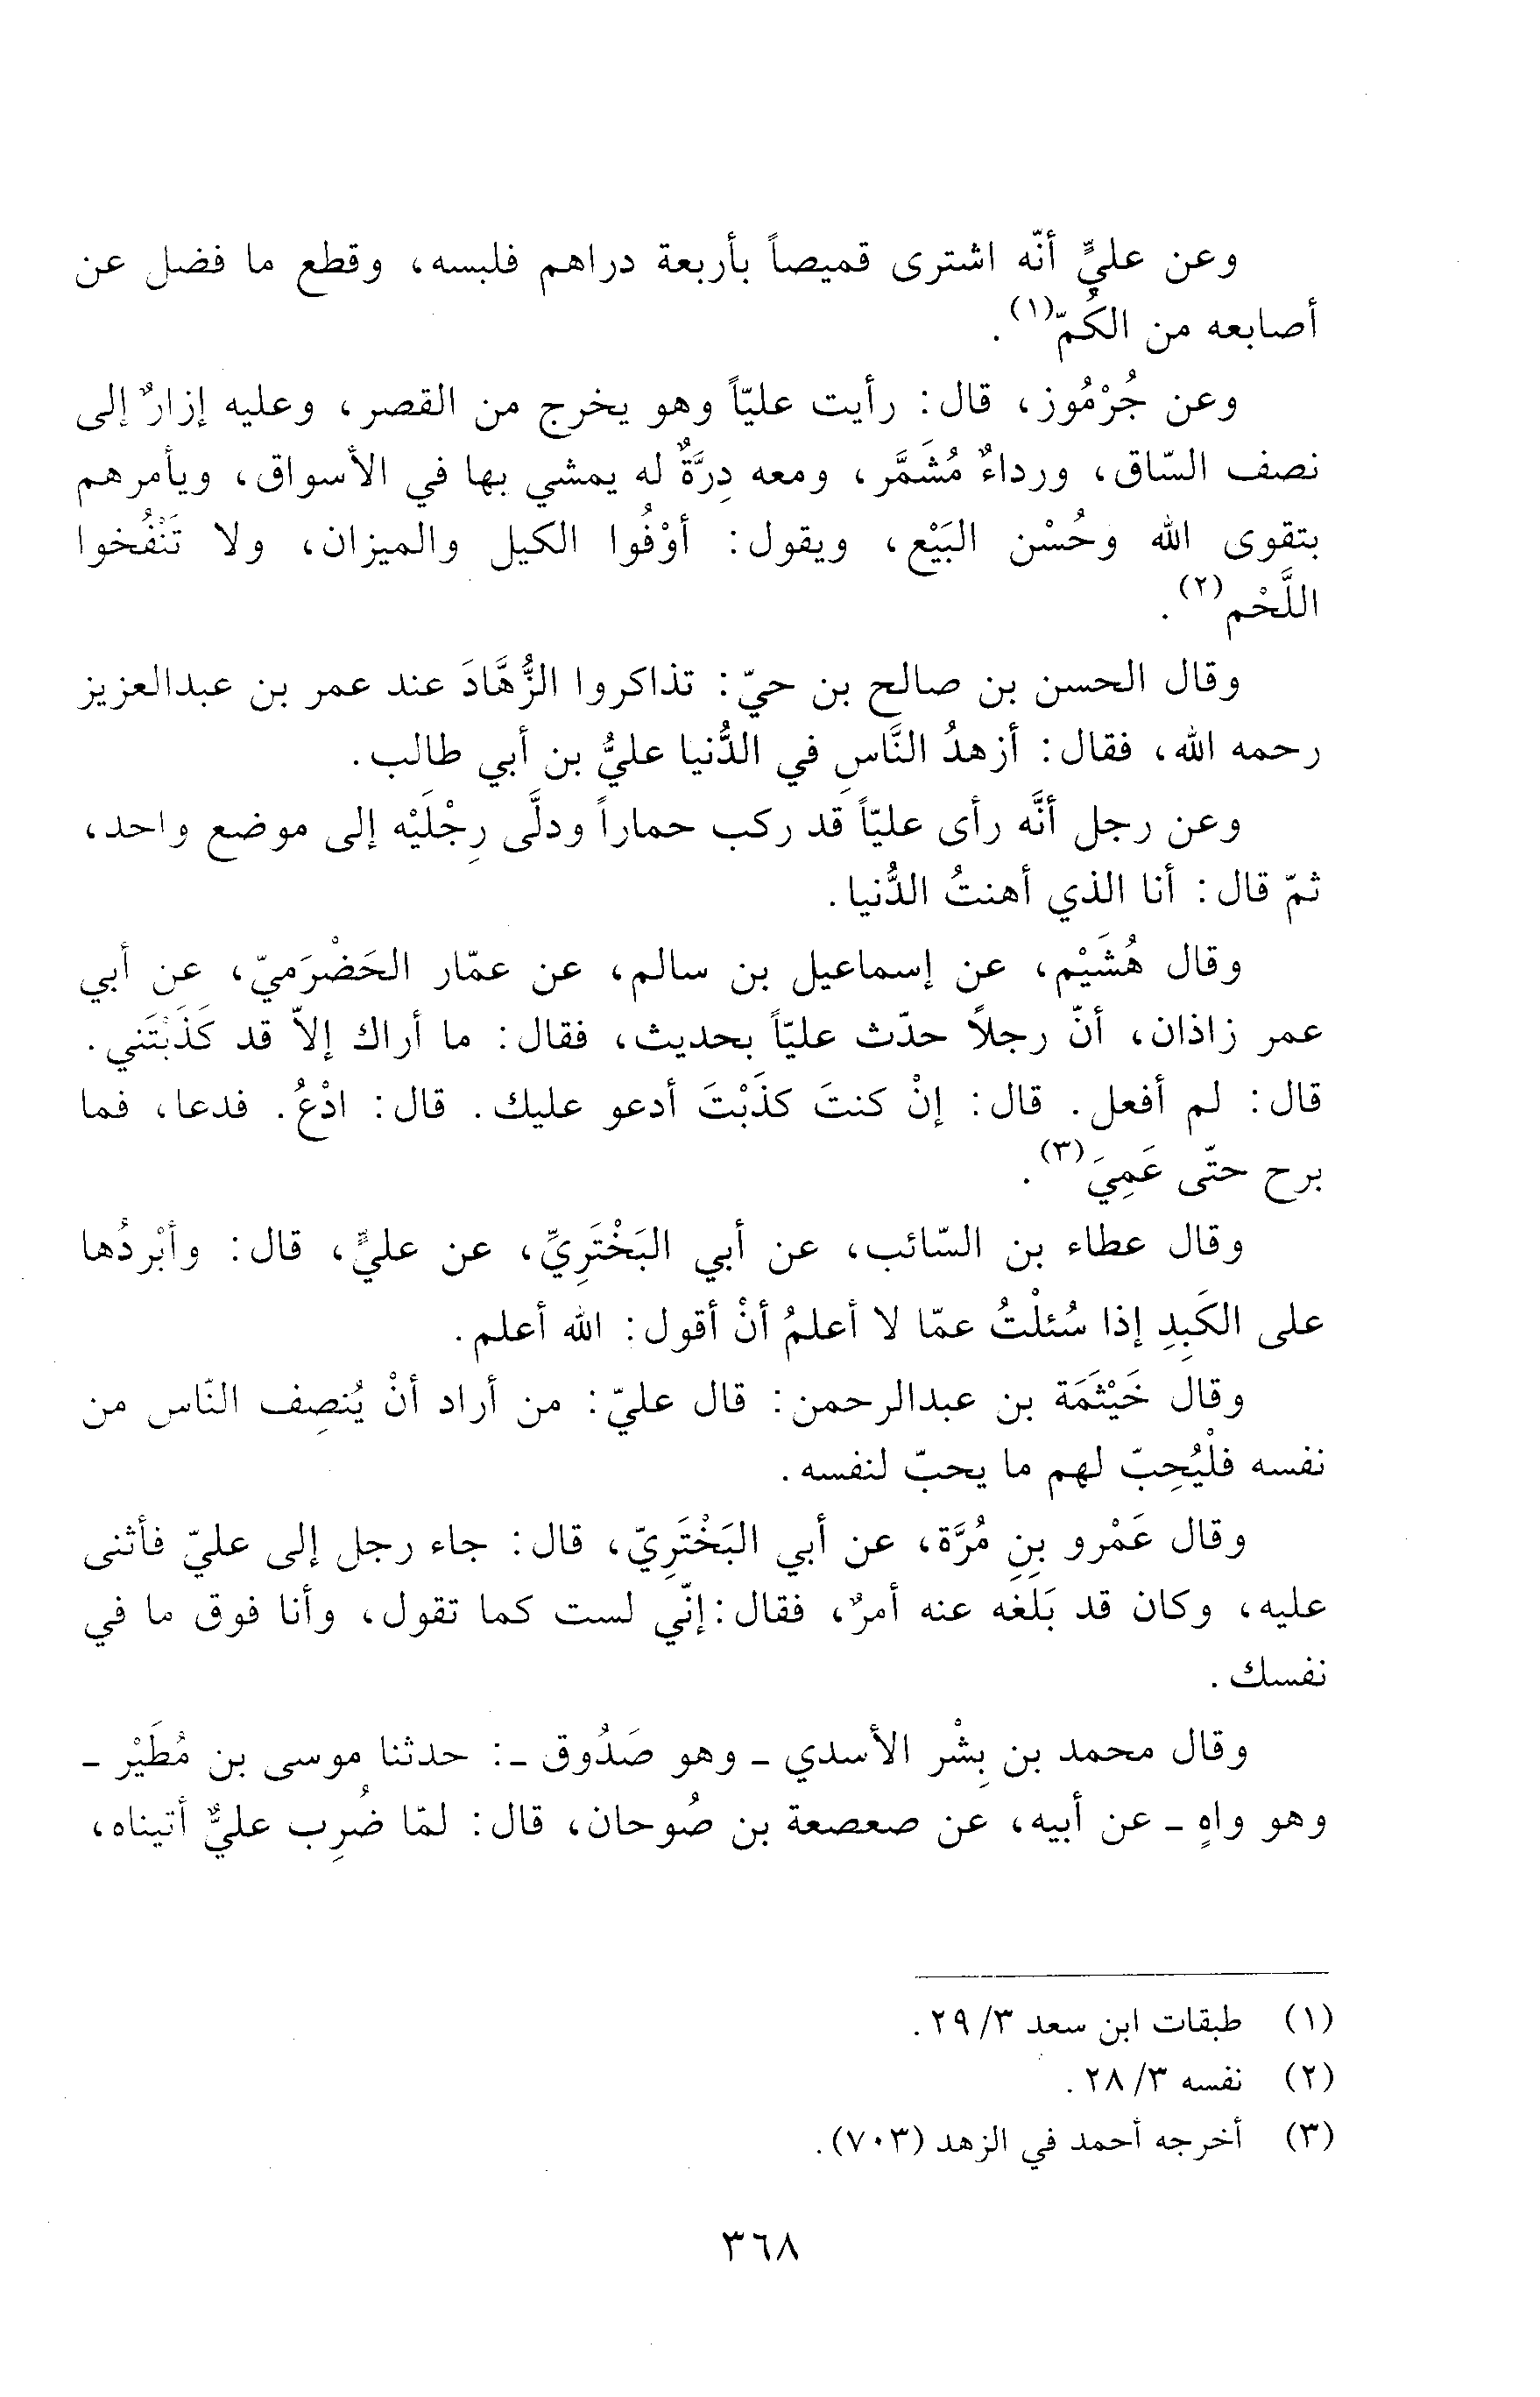 وعن عليٍّ أنّه اشترى قميصاً بأربعة دراهم فلبسه، وقطع ما فضل عن
أصابعه من الكُمّ(١).
وعن جُرْمُوز، قال: رأيت عليّاً وهو يخرج من القصر، وعليه إزارٌ إلى
نصف السّاق، ورداءٌ مُشَمَّر، ومعه دِرَّةٌ له يمشي بها في الأسواق، ويأمرهم
بتقوى الله وحُسْن البَيْع، ويقول: أوْفُوا الكيل والميزان، ولا تَنْفُخوا
اللَّحْم(٢).
وقال الحسن بن صالح بن حيّ: تذاكروا الزُّهَّادَ عند عمر بن عبدالعزيز
رحمه الله، فقال: أزهدُ النَّاسِ في الدُّنيا عليُّ بن أبي طالب.
وعن رجل أنَّه رأى عليّاً قد ركب حماراً ودلَّى رِجْلَيْه إلى موضع واحد،
ثمّ قال: أنا الذي أهنتُ الدُّنيا.
وقال هُشَيْم، عن إسماعيل بن سالم، عن عمّار الحَضْرَميّ، عن أبي
عمر زاذان، أنّ رجلاً حدّث عليّاً بحديث، فقال: ما أراك إلاّ قد كَذَبْتَني.
قال: لم أفعل. قال: إنْ كنتَ كذَبْتَ أدعو عليك. قال: ادْعُ. فدعا، فما
برح حتّى عَمِيَ(٣).
وقال عطاء بن السّائب، عن أبي البَخْتَرِيِّ، عن عليٍّ، قال: وأبْردُها
على الكَبِدِ إذا سُئلْتُ عمّا لا أعلمُ أنْ أقول: الله أعلم.
وقال خَيْثَمَة بن عبدالرحمن: قال عليّ: من أراد أنْ يُنصِف النّاس من
نفسه فلْيُحِبّ لهم ما يحبّ لنفسه.
وقال عَمْرو بنِ مُرَّة، عن أبي البَخْتَرِيّ، قال: جاء رجل إلى عليّ فأثنى
عليه، وكان قد بَلَغه عنه أمرٌ، فقال: إنّي لست كما تقول، وأنا فوق ما في
نفسك.
وقال محمد بن بِشْر الأسدي ـ وهو صَدُوق ـ: حدثنا موسى بن مُطَيْر ـ
وهو واهٍ ـ عن أبيه، عن صعصعة بن صُوحان، قال: لمّا ضُرِب عليٌّ أتيناه،
(١) طبقات ابن سعد ٣/ ٢٩.
(٢) نفسه ٣/ ٢٨.
(٣) أخرجه أحمد في الزهد (٧٠٣).
٣٦٨